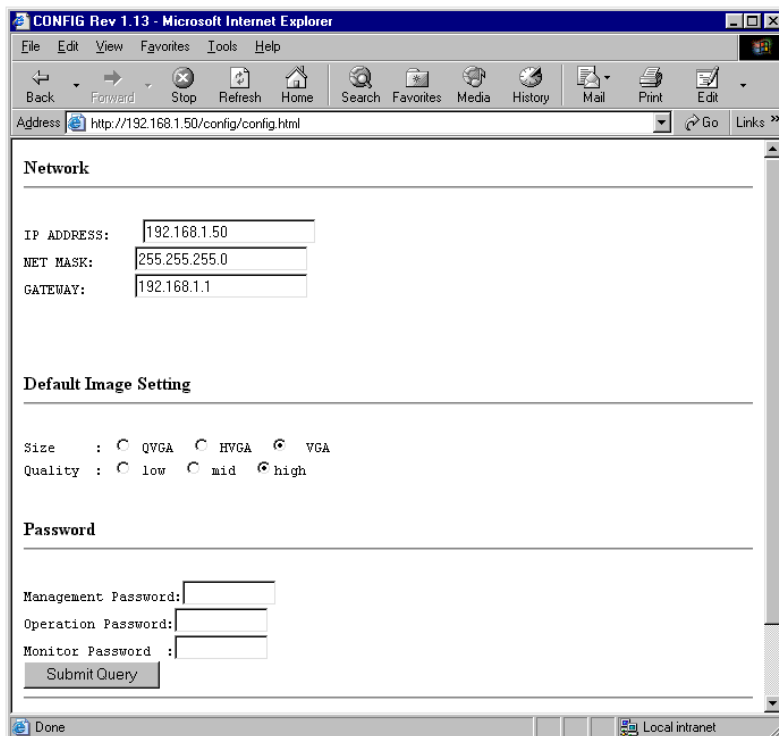 CONFIG Rev 1.13 - Microsoft Internet Explorer
File Edit View Favorites Tools Help
Back Forward Stop Refresh Home Search Favorites Media History Mail Print Edit
Address http://192.168.1.50/config/config.html Go Links »
Network
IP ADDRESS: 192.168.1.50
NET MASK: 255.255.255.0
GATEWAY: 192.168.1.1
Default Image Setting
Size : QVGA HVGA VGA
Quality : low mid high
Password
Management Password:
Operation Password:
Monitor Password :
Submit Query
Done Local intranet